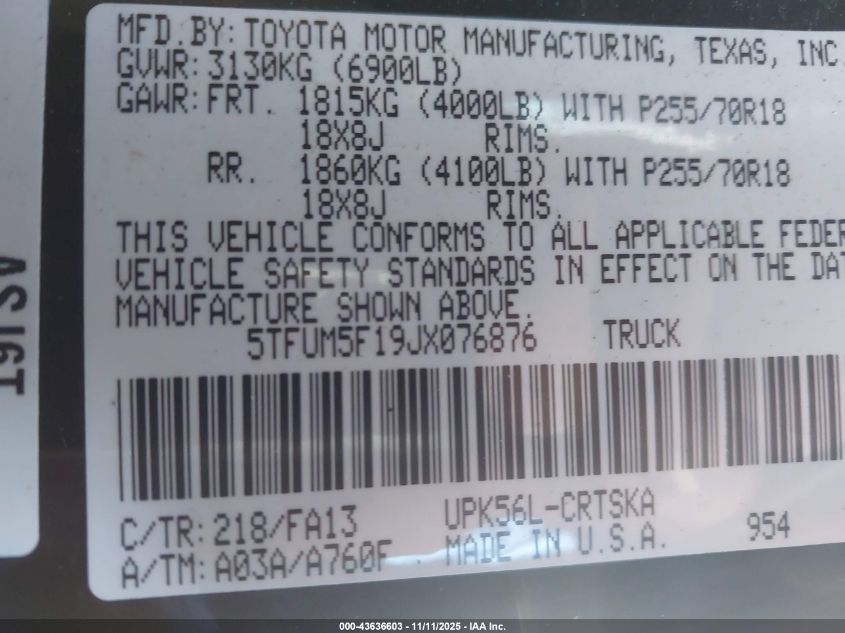 MFD.BY: TOYOTA MOTOR MANUFACTURING, TEXAS, INC.
GVWR: 3130KG (6900LB)
GAWR: FRT. 1815KG (4000LB) WITH P255/70R18
18X8J RIMS.
RR. 1860KG (4100LB) WITH P255/70R18
18X8J RIMS.
THIS VEHICLE CONFORMS TO ALL APPLICABLE FEDER
VEHICLE SAFETY STANDARDS IN EFFECT ON THE DAT
MANUFACTURE SHOWN ABOVE.
5TFUM5F19JX076876 TRUCK
C/TR: 218/FA13 UPK56L-CRTSKA 954
A/TM: A03A/A760F MADE IN U.S.A.
000-43636603 - 11/11/2025 - IAA Inc.